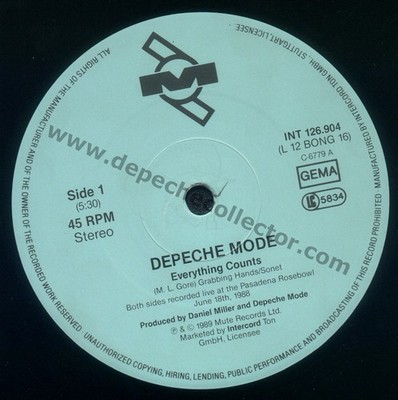 ALL RIGHTS OF THE MANUFACTURER AND OF THE OWNER OF THE RECORDED WORK RESERVED. UNAUTHORIZED COPYING, HIRING, LENDING, PUBLIC PERFORMANCE AND BROADCASTING OF THIS RECORD PROHIBITED · MANUFACTURED BY INTERCORD TON GMBH., STUTTGART, LICENSEE
M
INT 126.904
(L 12 BONG 16)
C-6779 A
GEMA
LC 5834
Side 1
(5:30)
45 RPM
Stereo
www.depechecollector.com
DEPECHE MODE
Everything Counts
(M. L. Gore) Grabbing Hands/Sonet
Both sides recorded live at the Pasadena Rosebowl
June 18th, 1988
Produced by Daniel Miller and Depeche Mode
℗ & © 1989 Mute Records Ltd.
Marketed by Intercord Ton
GmbH, Licensee